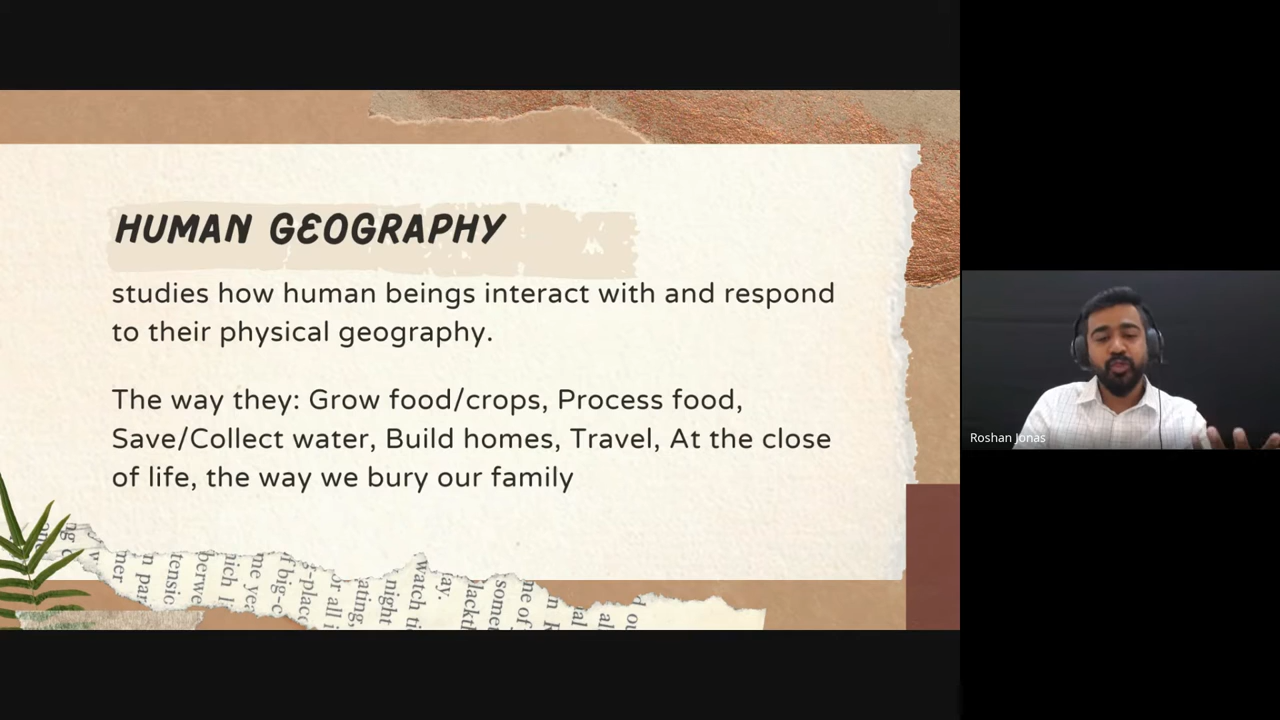 HUMAN GEOGRAPHY
studies how human beings interact with and respond
to their physical geography.
The way they: Grow food/crops, Process food,
Save/Collect water, Build homes, Travel, At the close
of life, the way we bury our family
Roshan Jonas